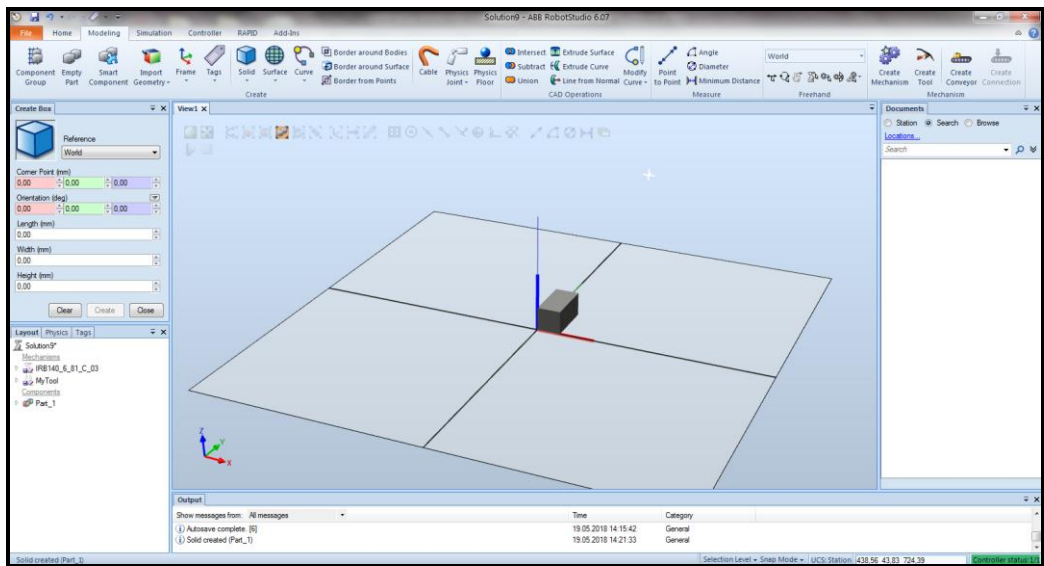 Solution9 - ABB RobotStudio 6.07
File Home Modeling Simulation Controller RAPID Add-Ins
Component Group
Empty Part
Smart Component
Import Geometry
Frame
Tags
Solid
Surface
Curve
Border around Bodies
Border around Surface
Border from Points
Create
Cable
Physics Joint
Physics Floor
Intersect
Subtract
Union
Extrude Surface
Extrude Curve
Line from Normal
Modify Curve
CAD Operations
Point to Point
Angle
Diameter
Minimum Distance
Measure
World
Freehand
Create Mechanism
Create Tool
Create Conveyor
Create Connection
Mechanism
Create Box
Reference
World
Corner Point (mm)
0,00 0,00 0,00
Orientation (deg)
0,00 0,00 0,00
Length (mm)
0,00
Width (mm)
0,00
Height (mm)
0,00
Clear Create Close
Layout Physics Tags
Solution9*
Mechanisms
IRB140_6_81_C_03
MyTool
Components
Part_1
View1
Z
Y
X
Documents
Station Search Browse
Locations...
Search
Output
Show messages from: All messages Time Category
Autosave complete. [6] 19.05.2018 14:15:42 General
Solid created (Part_1) 19.05.2018 14:21:33 General
Solid created (Part_1)
Selection Level Snap Mode UCS: Station 438,56 43,83 724,39 Controller status: 1/1